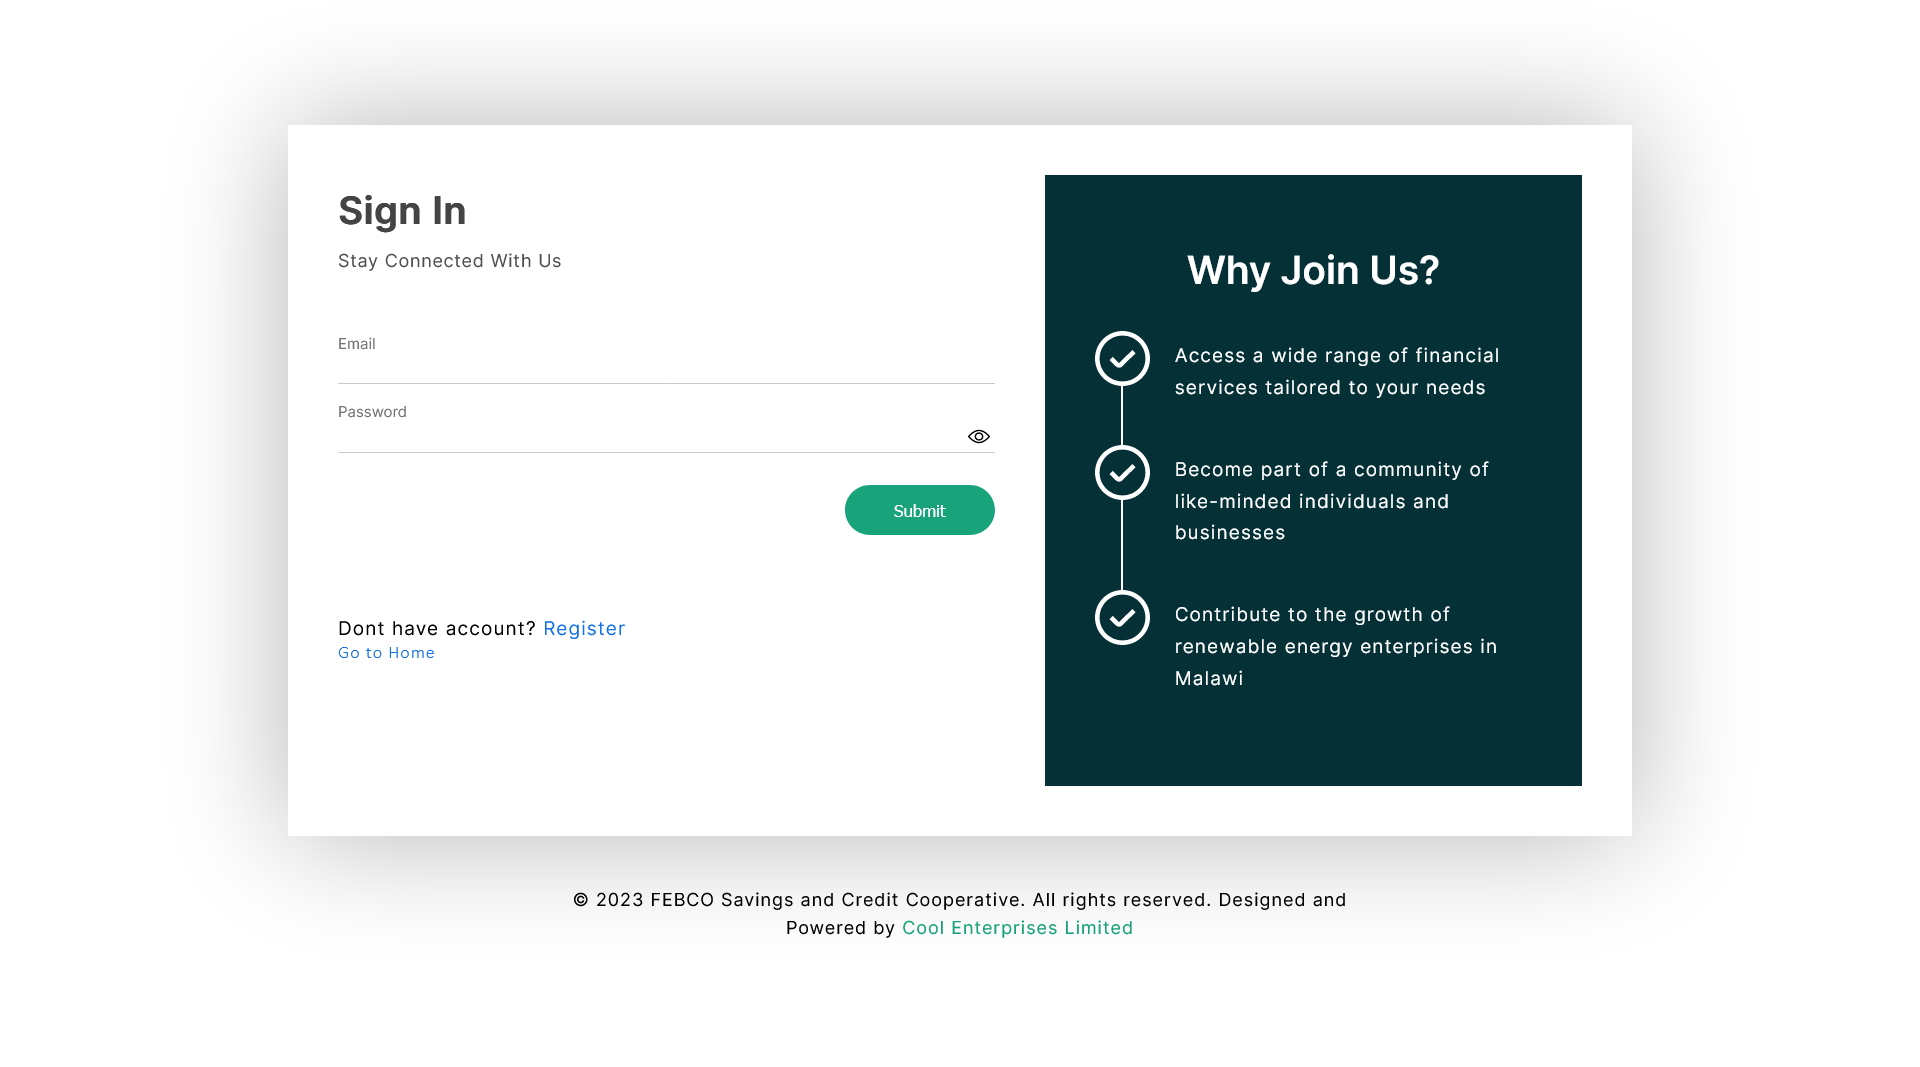 Sign In
Stay Connected With Us
Email
Password
Submit
Dont have account? Register
Go to Home
Why Join Us?
Access a wide range of financial
services tailored to your needs
Become part of a community of
like-minded individuals and
businesses
Contribute to the growth of
renewable energy enterprises in
Malawi
© 2023 FEBCO Savings and Credit Cooperative. All rights reserved. Designed and
Powered by Cool Enterprises Limited